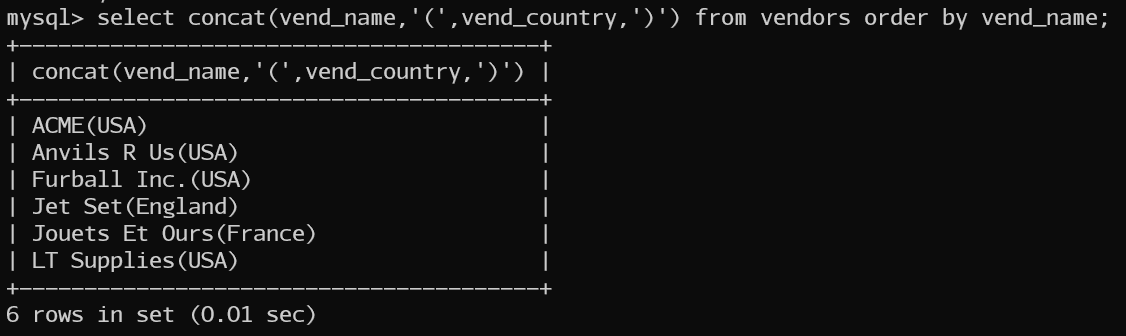 mysql> select concat(vend_name,'(',vend_country,')') from vendors order by vend_name;
+----------------------------------------+
| concat(vend_name,'(',vend_country,')') |
+----------------------------------------+
| ACME(USA)                              |
| Anvils R Us(USA)                       |
| Furball Inc.(USA)                      |
| Jet Set(England)                       |
| Jouets Et Ours(France)                 |
| LT Supplies(USA)                       |
+----------------------------------------+
6 rows in set (0.01 sec)